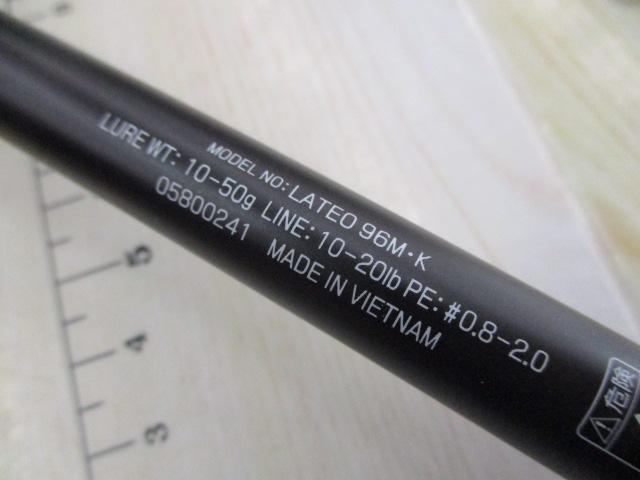 MODEL NO: LATEO 96M・K
LURE WT: 10-50g LINE: 10-20lb PE: #0.8-2.0
05800241 MADE IN VIETNAM
危険
5
4
3